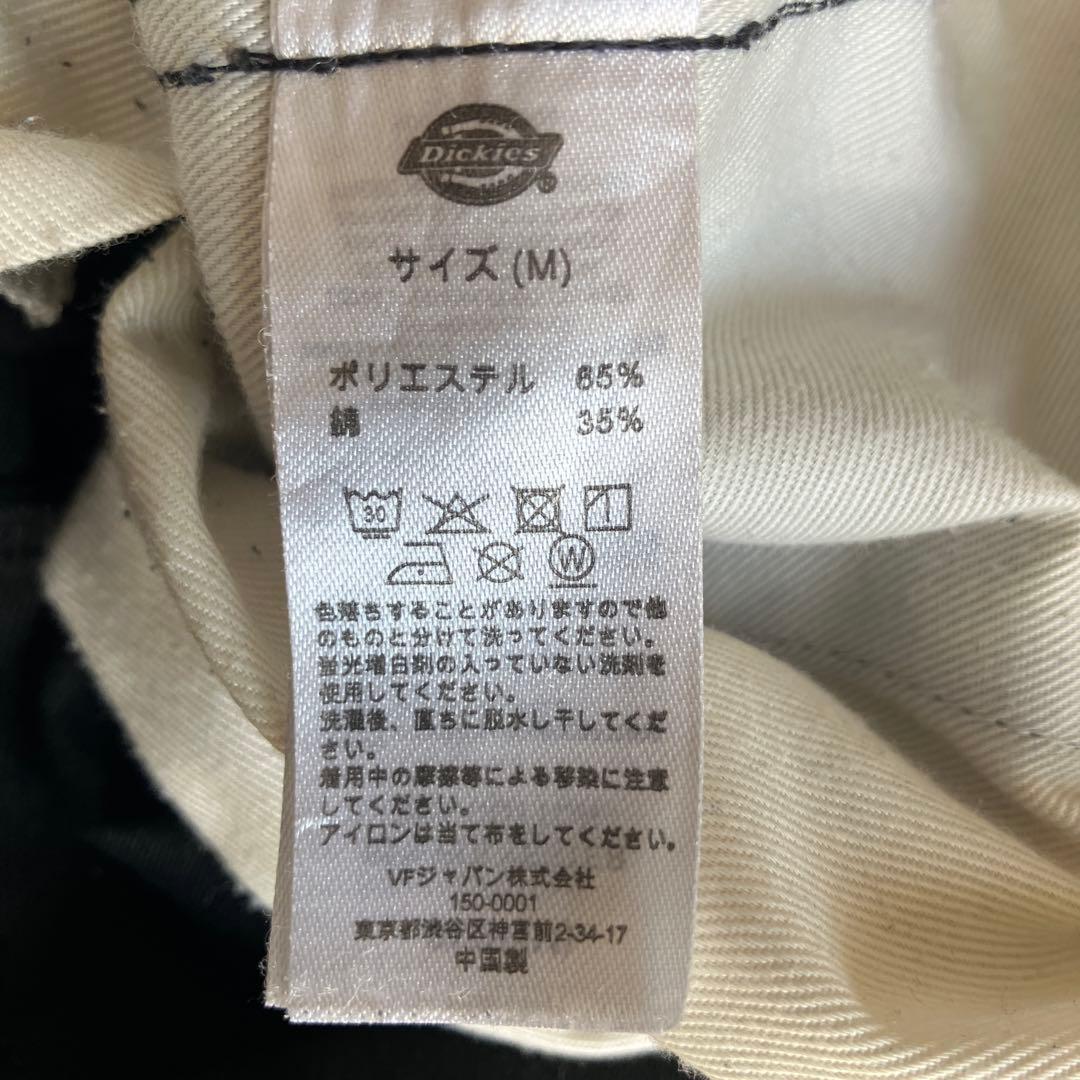 Dickies®
サイズ (M)
ポリエステル 65%
綿 35%
30
W
色落ちすることがありますので他
のものと分けて洗ってください。
蛍光増白剤の入っていない洗剤を
使用してください。
洗濯後、直ちに脱水し干してくだ
さい。
着用中の摩擦等による移染に注意
してください。
アイロンは当て布をしてください。
VFジャパン株式会社
150-0001
東京都渋谷区神宮前2-34-17
中国製